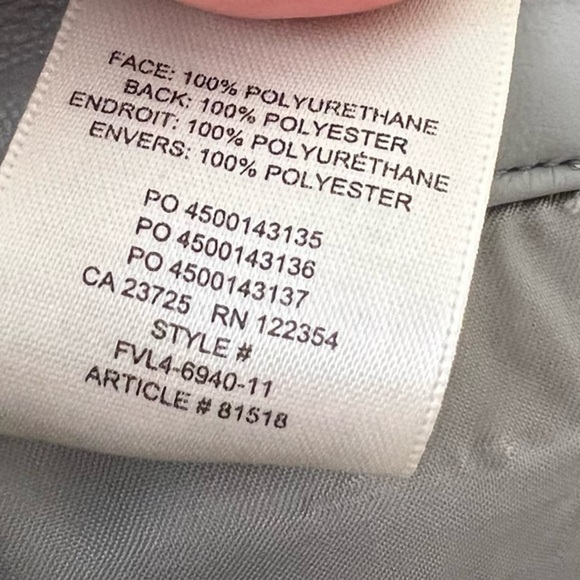 FACE: 100% POLYURETHANE
BACK: 100% POLYESTER
ENDROIT: 100% POLYURÉTHANE
ENVERS: 100% POLYESTER
PO 4500143135
PO 4500143136
PO 4500143137
CA 23725 RN 122354
STYLE #
FVL4-6940-11
ARTICLE # 81518